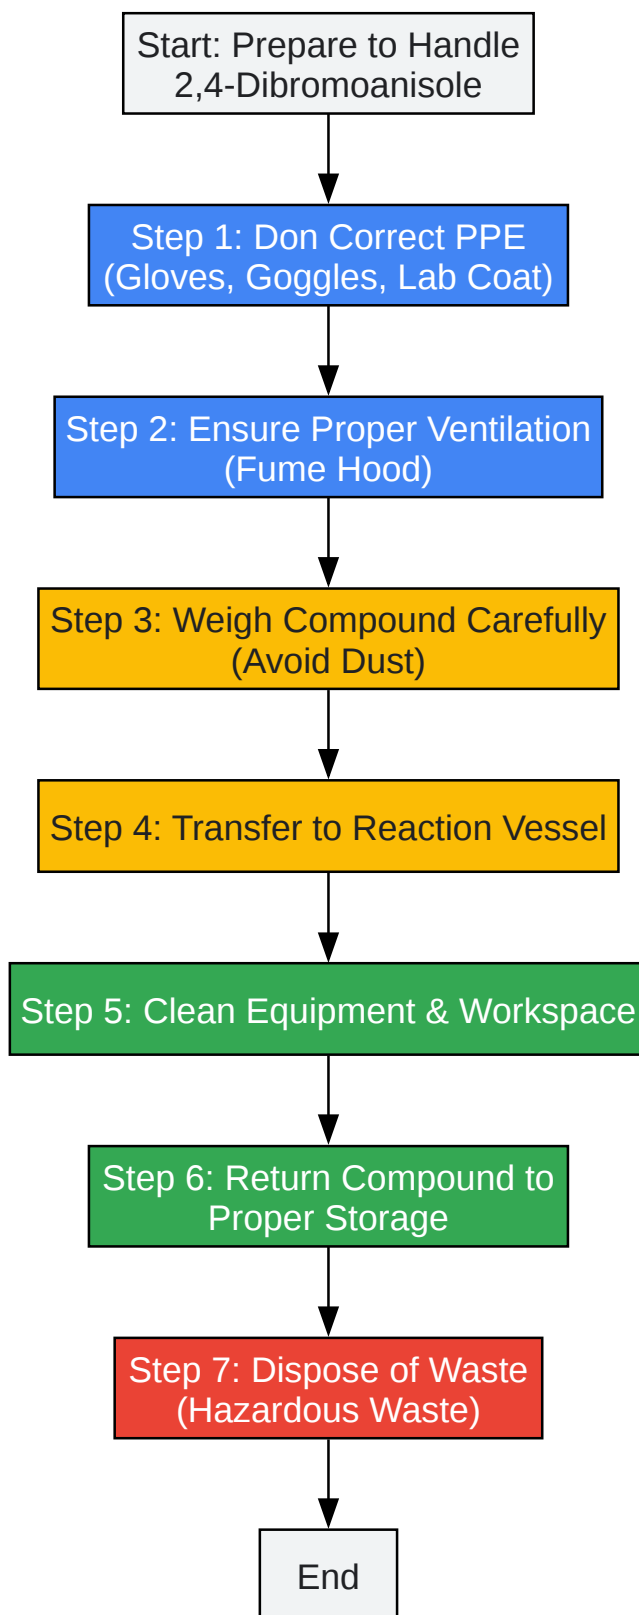 Start: Prepare to Handle
2,4-Dibromoanisole
Step 1: Don Correct PPE
(Gloves, Goggles, Lab Coat)
Step 2: Ensure Proper Ventilation
(Fume Hood)
Step 3: Weigh Compound Carefully
(Avoid Dust)
Step 4: Transfer to Reaction Vessel
Step 5: Clean Equipment & Workspace
Step 6: Return Compound to
Proper Storage
Step 7: Dispose of Waste
(Hazardous Waste)
End